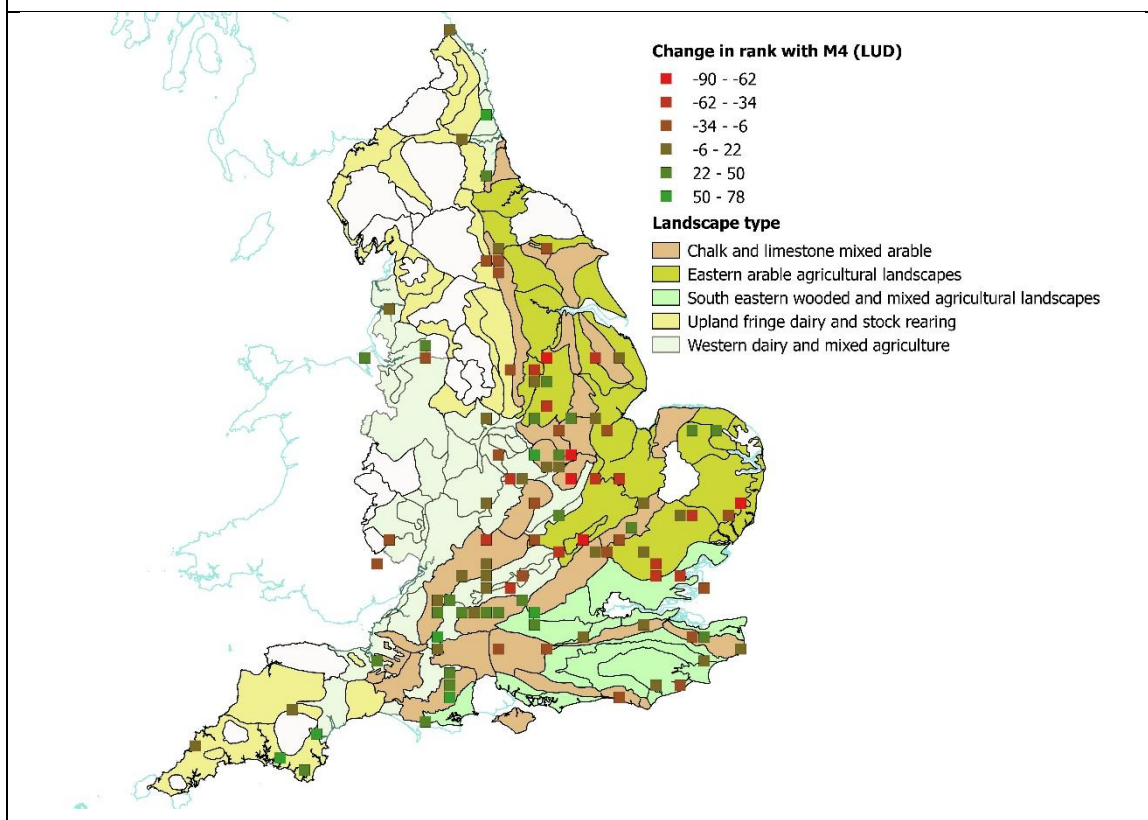 Change in rank with M4 (LUD)
-90 - -62
-62 - -34
-34 - -6
-6 - 22
22 - 50
50 - 78
Landscape type
Chalk and limestone mixed arable
Eastern arable agricultural landscapes
South eastern wooded and mixed agricultural landscapes
Upland fringe dairy and stock rearing
Western dairy and mixed agriculture